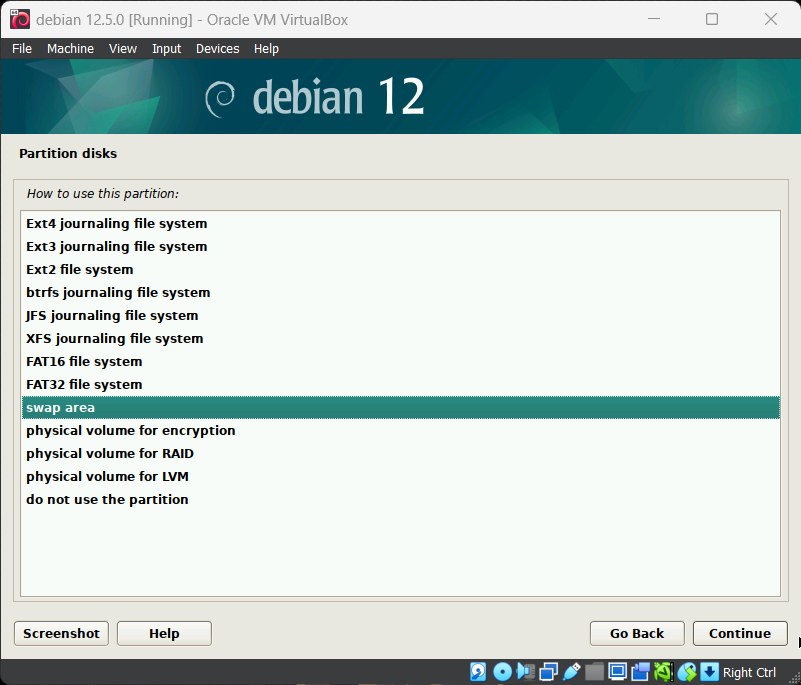 debian 12.5.0 [Running] - Oracle VM VirtualBox
File Machine View Input Devices Help
debian 12
Partition disks
How to use this partition:
Ext4 journaling file system
Ext3 journaling file system
Ext2 file system
btrfs journaling file system
JFS journaling file system
XFS journaling file system
FAT16 file system
FAT32 file system
swap area
physical volume for encryption
physical volume for RAID
physical volume for LVM
do not use the partition
Screenshot Help Go Back Continue
Right Ctrl